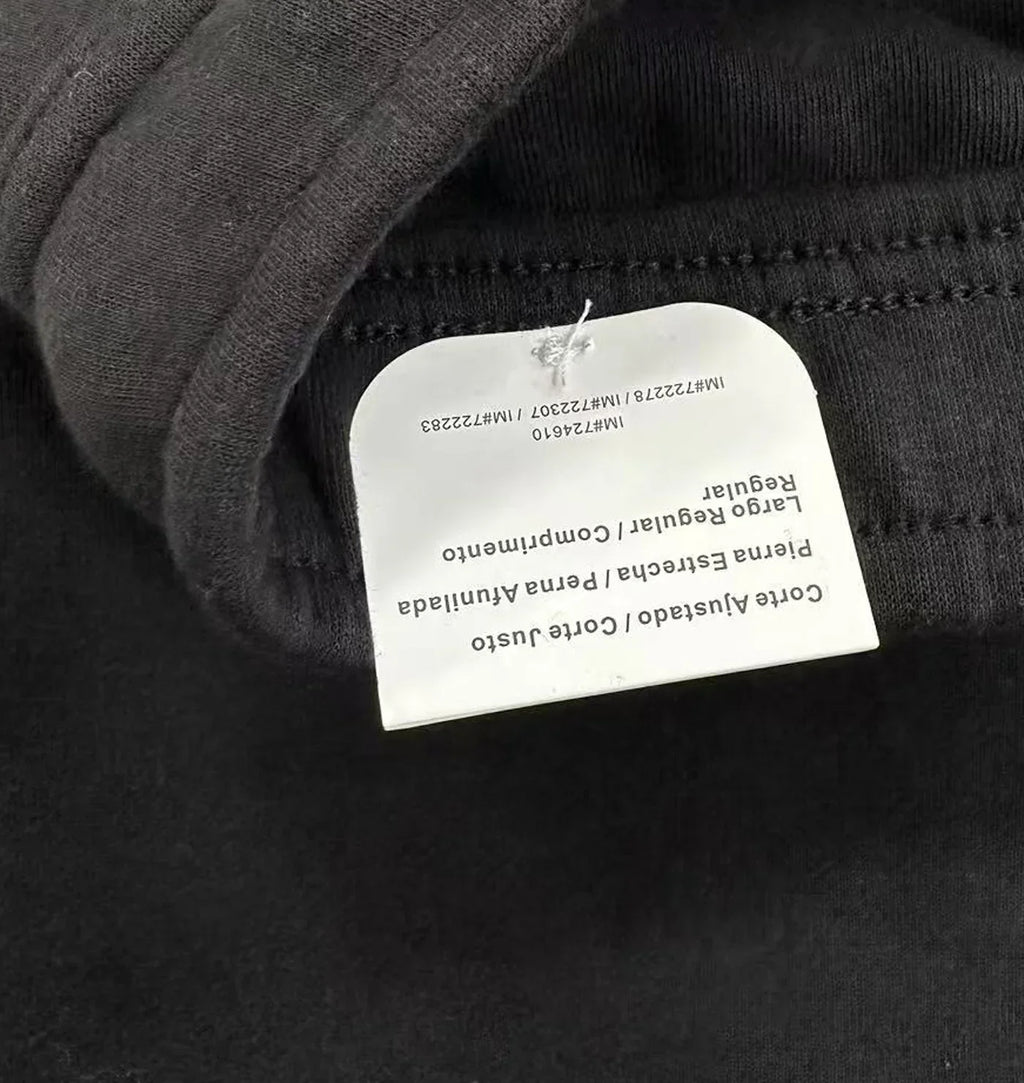 Corte Ajustado / Corte Justo
Pierna Estrecha / Perna Afunilada
Largo Regular / Comprimento
Regular
IM#724610
IM#722278 / IM#722307 / IM#722283